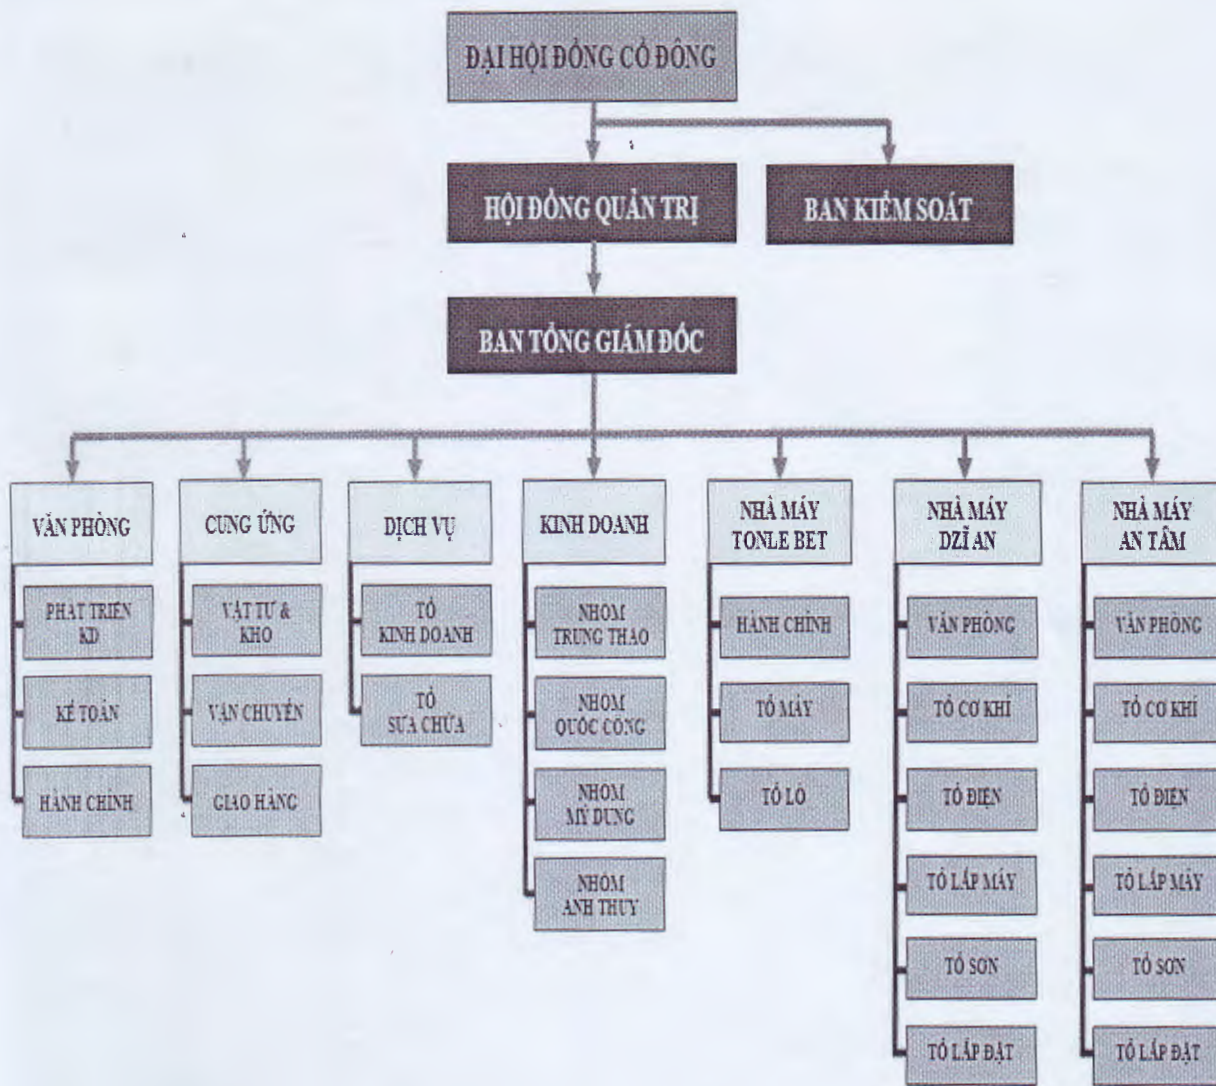 ĐẠI HỘI ĐỒNG CỔ ĐÔNG
HỘI ĐỒNG QUẢN TRỊ
BAN KIỂM SOÁT
BAN TỔNG GIÁM ĐỐC
VĂN PHÒNG
PHÁT TRIỂN
KD
KẾ TOÁN
HÀNH CHÍNH
CUNG ỨNG
VẬT TƯ &
KHO
VẬN CHUYỂN
GIAO HÀNG
DỊCH VỤ
TỔ
KINH DOANH
TỔ
SỬA CHỮA
KINH DOANH
NHÓM
TRUNG THẢO
NHÓM
QUỐC CÔNG
NHÓM
MỸ DUNG
NHÓM
ANH THUY
NHÀ MÁY
TONLE BET
HÀNH CHÍNH
TỔ MÁY
TỔ LÒ
NHÀ MÁY
DZĨ AN
VĂN PHÒNG
TỔ CƠ KHÍ
TỔ ĐIỆN
TỔ LẮP MÁY
TỔ SƠN
TỔ LẮP ĐẶT
NHÀ MÁY
AN TÂM
VĂN PHÒNG
TỔ CƠ KHÍ
TỔ ĐIỆN
TỔ LẮP MÁY
TỔ SƠN
TỔ LẮP ĐẶT